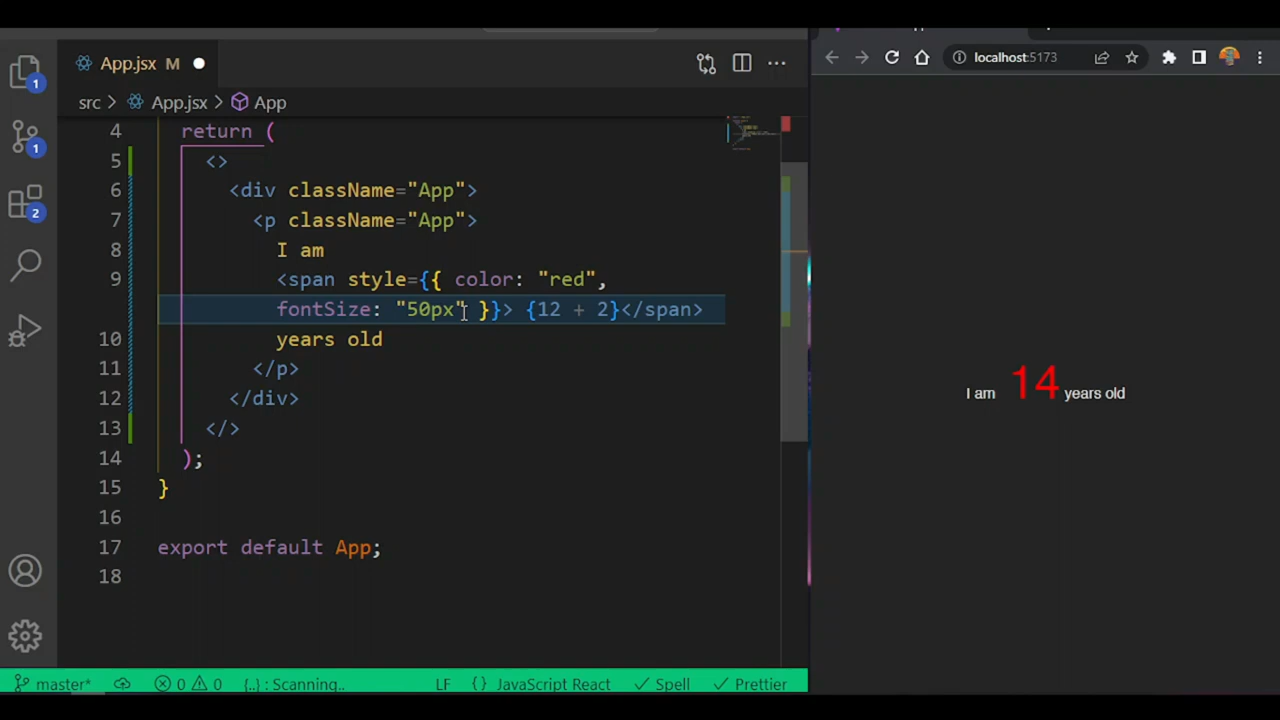 App.jsx M
localhost:5173
src > App.jsx > App
1
1
2
4 return (
5 <>
6 <div className="App">
7 <p className="App">
8 I am
9 <span style={{ color: "red",
fontSize: "50px" }}> {12 + 2}</span>
10 years old
11 </p>
12 </div>
13 </>
14 );
15 }
16
17 export default App;
18
I am 14 years old
master* 0 0 {..} : Scanning.. LF {} JavaScript React Spell Prettier